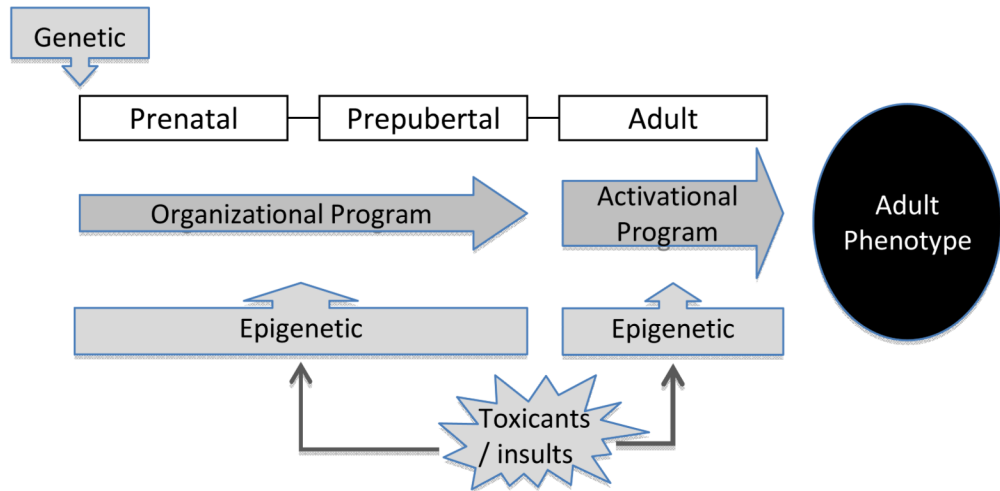 Genetic
Prenatal
Prepubertal
Adult
Organizational Program
Activational
Program
Adult
Phenotype
Epigenetic
Epigenetic
Toxicants
/ insults